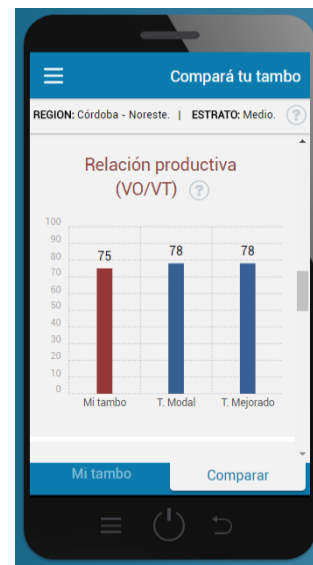 Compará tu tambo
REGION: Córdoba - Noreste. | ESTRATO: Medio. ?
Relación productiva
(VO/VT) ?
100
90
80
70
60
50
40
30
20
10
0
75
78
78
Mi tambo
T. Modal
T. Mejorado
Mi tambo
Comparar